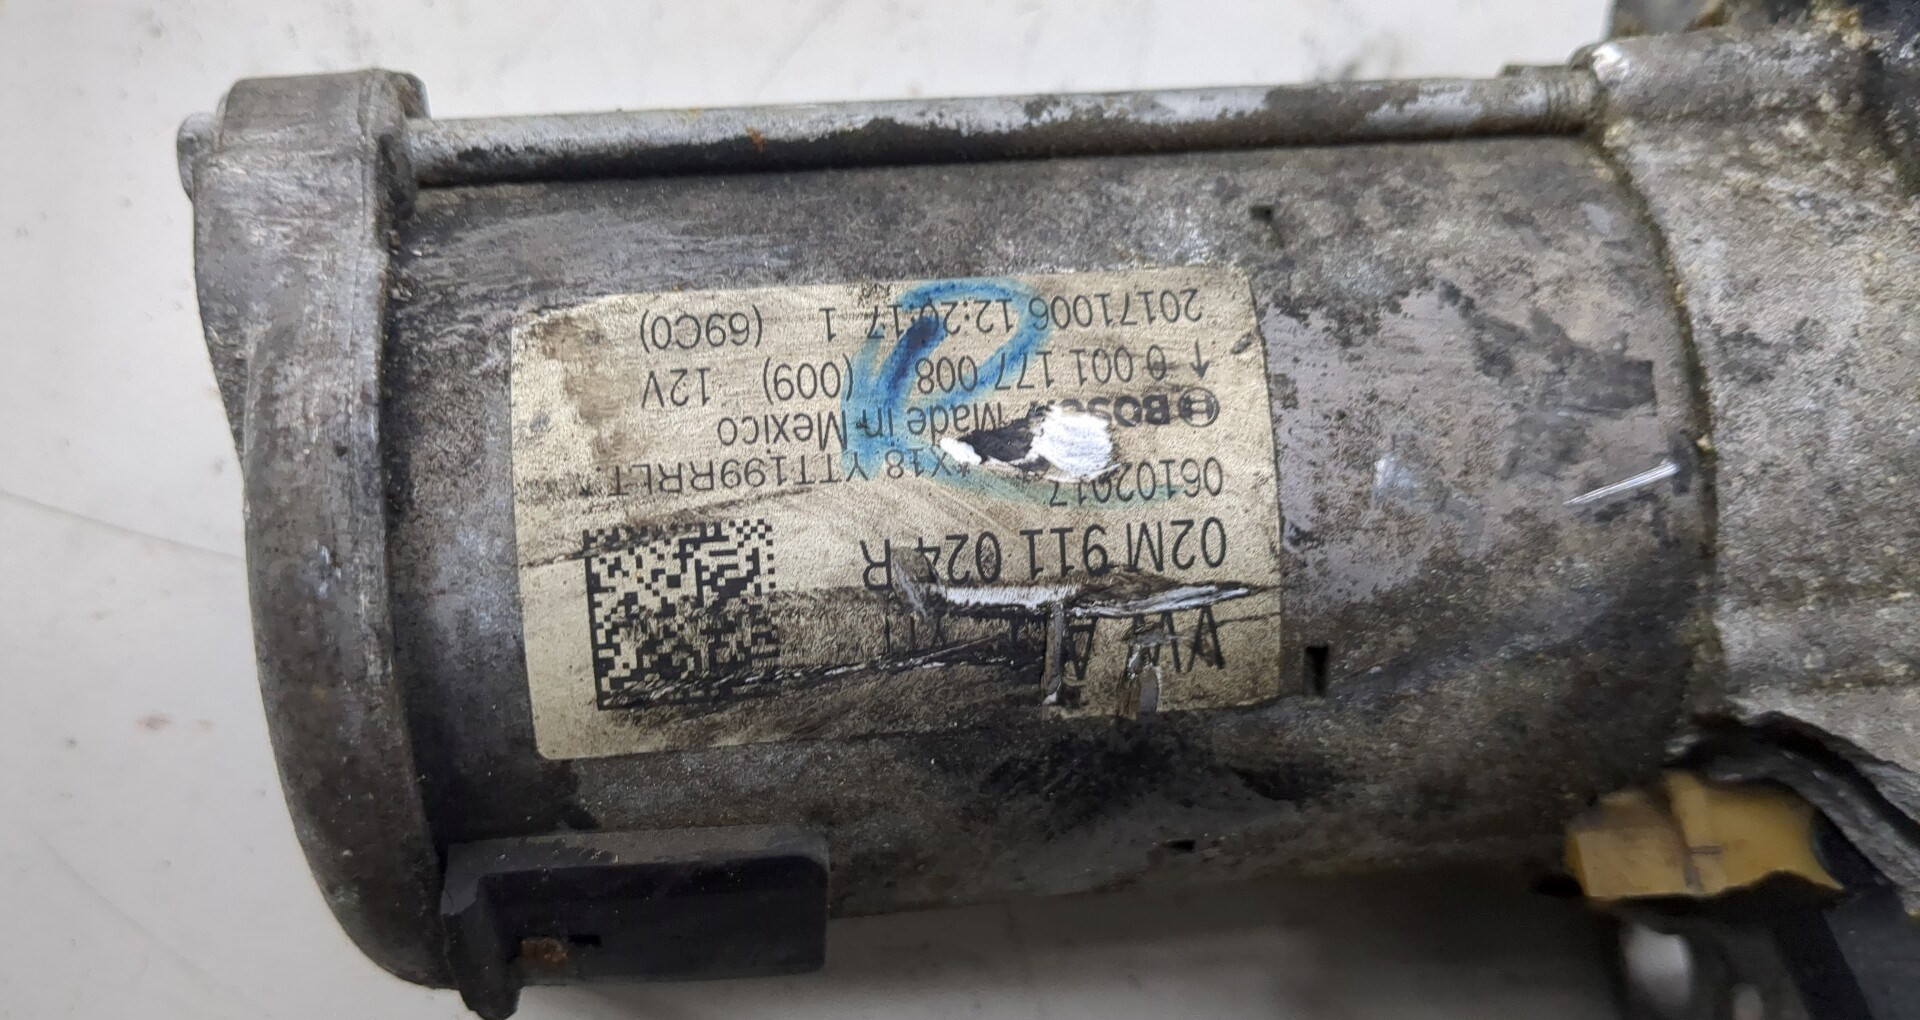 02M 911 024 R
06102017 *X18 YTT199RRLT*
BOSCH Made in Mexico
↑ 0 001 177 008 (009) 12V
20171006 12:20:17 1 (69C0)
R